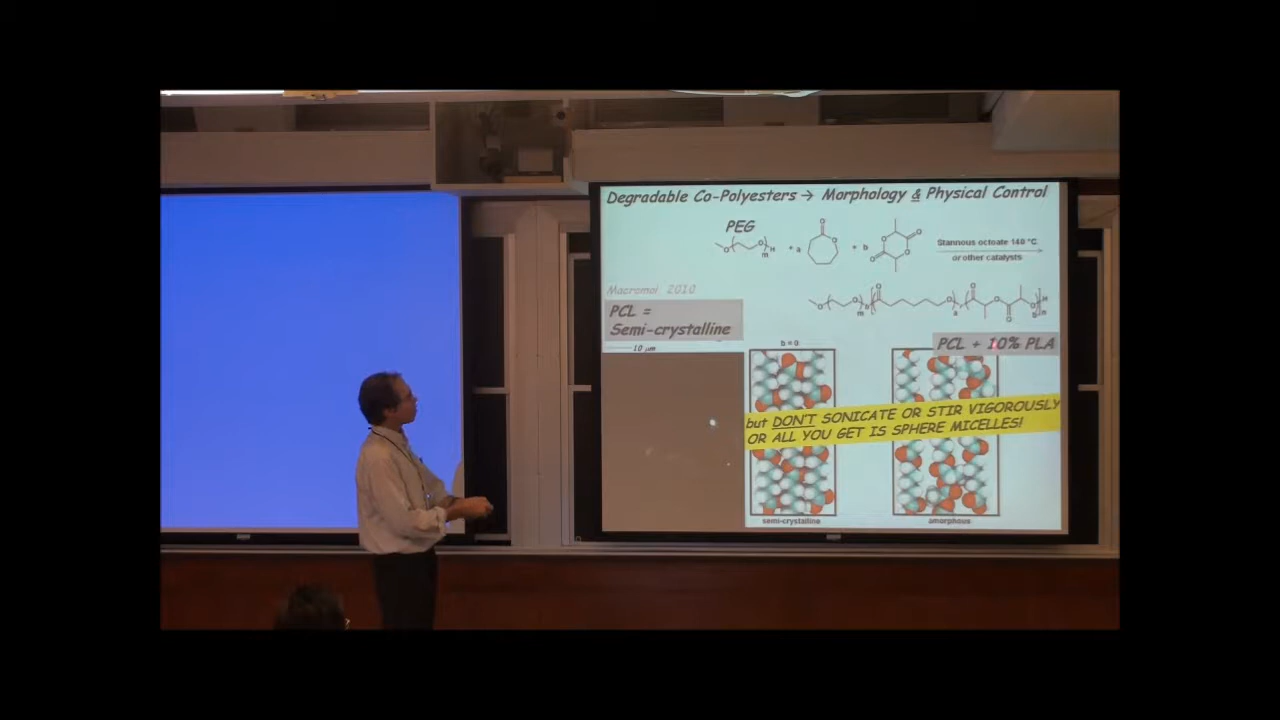 Degradable Co-Polyesters → Morphology & Physical Control
PEG
O
O
O
O
O
O
O
H
m
+ a
+ b
Stannous octoate 140 °C
or other catalysts
Macromol, 2010
PCL =
Semi-crystalline
10 µm
O
O
m
O
O
a
O
O
O
O
b
H
n
b = 0
PCL + 10% PLA
but DON'T SONICATE OR STIR VIGOROUSLY
OR ALL YOU GET IS SPHERE MICELLES!
semi-crystalline
amorphous